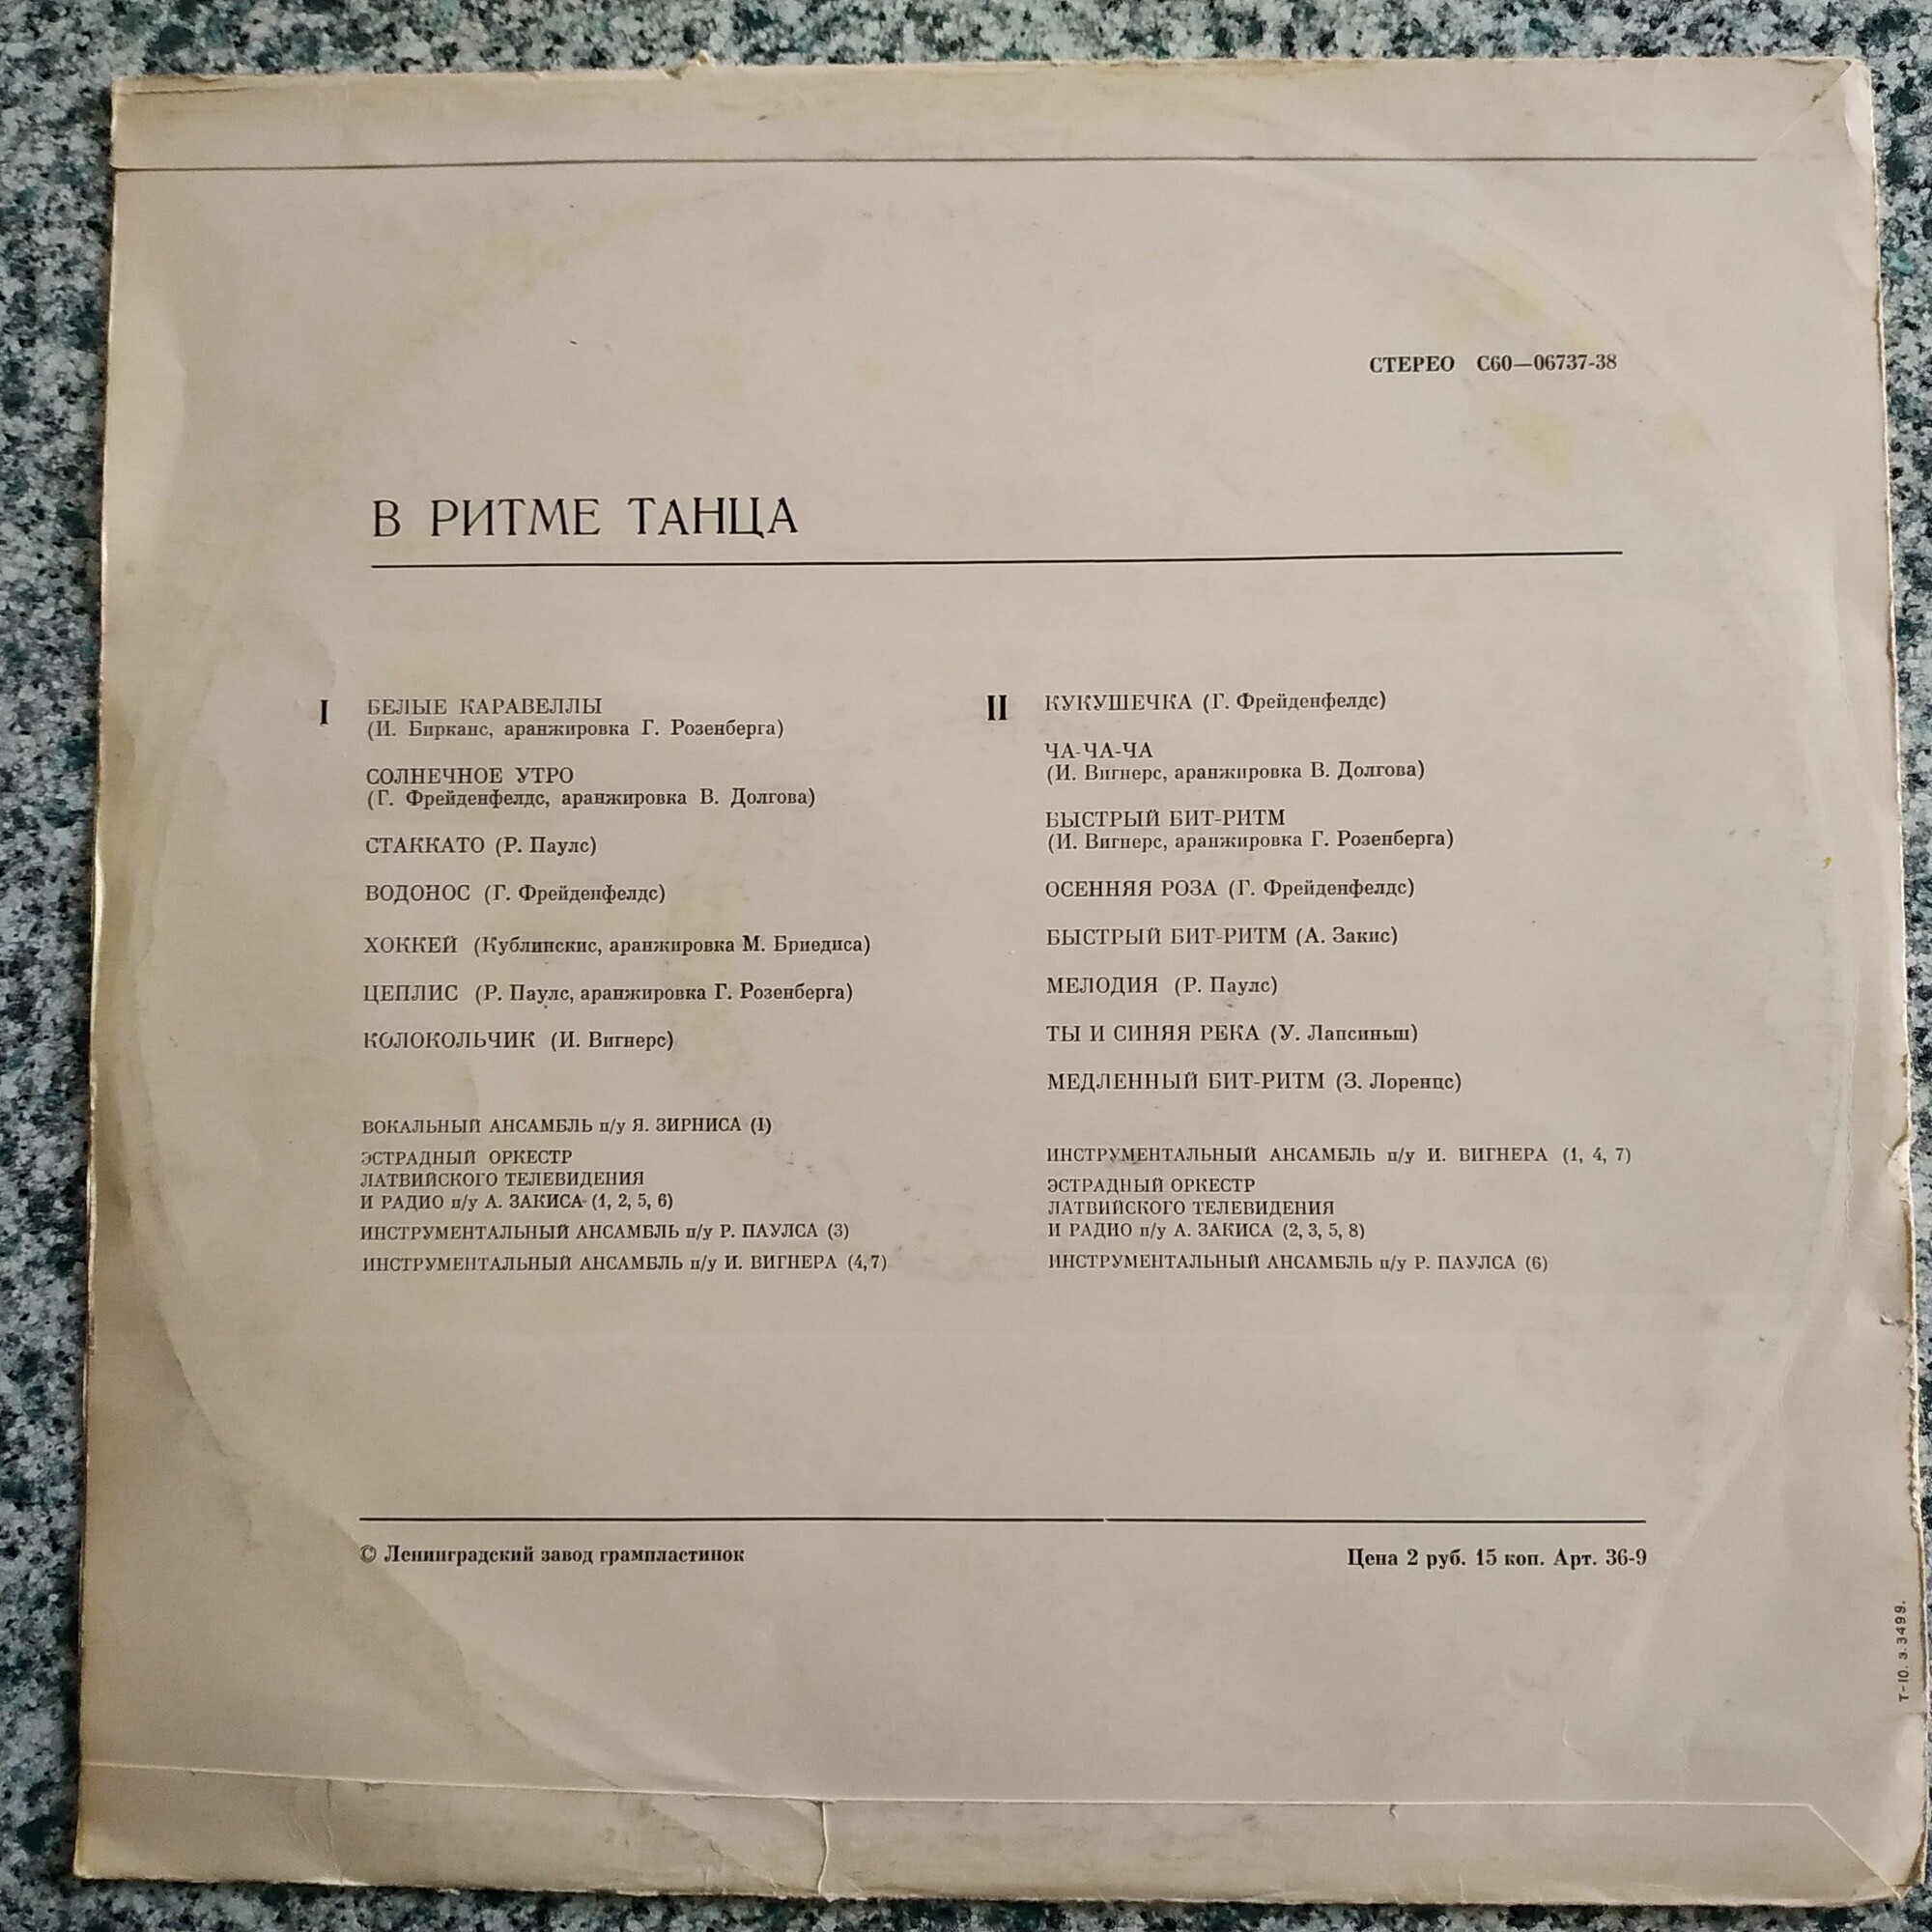 СТЕРЕО С60—06737-38
В РИТМЕ ТАНЦА
I
БЕЛЫЕ КАРАВЕЛЛЫ
(И. Бирканс, аранжировка Г. Розенберга)
СОЛНЕЧНОЕ УТРО
(Г. Фрейденфелдс, аранжировка В. Долгова)
СТАККАТО (Р. Паулс)
ВОДОНОС (Г. Фрейденфелдс)
ХОККЕЙ (Кублинскис, аранжировка М. Бриедиса)
ЦЕПЛИС (Р. Паулс, аранжировка Г. Розенберга)
КОЛОКОЛЬЧИК (И. Вигнерс)
ВОКАЛЬНЫЙ АНСАМБЛЬ п/у Я. ЗИРНИСА (1)
ЭСТРАДНЫЙ ОРКЕСТР
ЛАТВИЙСКОГО ТЕЛЕВИДЕНИЯ
И РАДИО п/у А. ЗАКИСА (1, 2, 5, 6)
ИНСТРУМЕНТАЛЬНЫЙ АНСАМБЛЬ п/у Р. ПАУЛСА (3)
ИНСТРУМЕНТАЛЬНЫЙ АНСАМБЛЬ п/у И. ВИГНЕРА (4,7)
II
КУКУШЕЧКА (Г. Фрейденфелдс)
ЧА-ЧА-ЧА
(И. Вигнерс, аранжировка В. Долгова)
БЫСТРЫЙ БИТ-РИТМ
(И. Вигнерс, аранжировка Г. Розенберга)
ОСЕННЯЯ РОЗА (Г. Фрейденфелдс)
БЫСТРЫЙ БИТ-РИТМ (А. Закис)
МЕЛОДИЯ (Р. Паулс)
ТЫ И СИНЯЯ РЕКА (У. Лапсиньш)
МЕДЛЕННЫЙ БИТ-РИТМ (З. Лоренцс)
ИНСТРУМЕНТАЛЬНЫЙ АНСАМБЛЬ п/у И. ВИГНЕРА (1, 4, 7)
ЭСТРАДНЫЙ ОРКЕСТР
ЛАТВИЙСКОГО ТЕЛЕВИДЕНИЯ
И РАДИО п/у А. ЗАКИСА (2, 3, 5, 8)
ИНСТРУМЕНТАЛЬНЫЙ АНСАМБЛЬ п/у Р. ПАУЛСА (6)
© Ленинградский завод грампластинок
Цена 2 руб. 15 коп. Арт. 36-9
Т-10. з.3499.